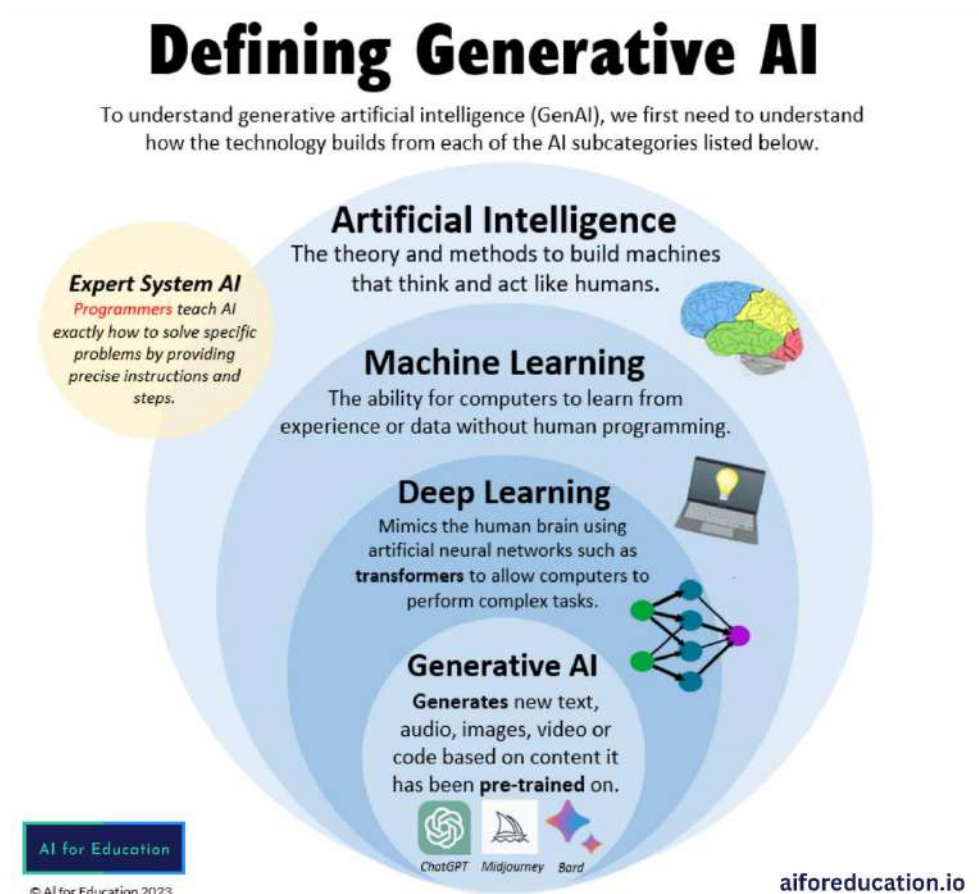 Defining Generative AI
To understand generative artificial intelligence (GenAI), we first need to understand
how the technology builds from each of the AI subcategories listed below.
Artificial Intelligence
The theory and methods to build machines
that think and act like humans.
Expert System AI
Programmers teach AI
exactly how to solve specific
problems by providing
precise instructions and
steps.
Machine Learning
The ability for computers to learn from
experience or data without human programming.
Deep Learning
Mimics the human brain using
artificial neural networks such as
transformers to allow computers to
perform complex tasks.
Generative AI
Generates new text,
audio, images, video or
code based on content it
has been pre-trained on.
ChatGPT Midjourney Bard
AI for Education
© AI for Education 2023
aiforeducation.io